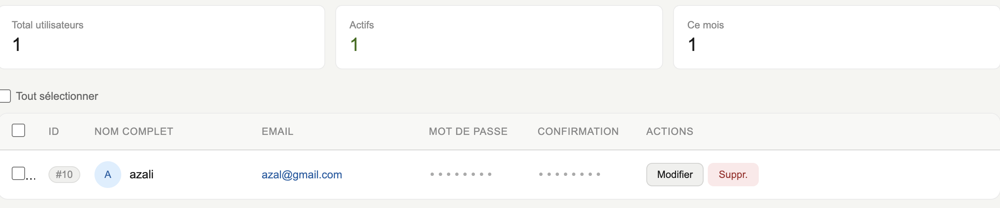 Total utilisateurs
1
Actifs
1
Ce mois
1
Tout sélectionner
ID NOM COMPLET EMAIL MOT DE PASSE CONFIRMATION ACTIONS
... #10 A azali azal@gmail.com •••••••• •••••••• Modifier Suppr.